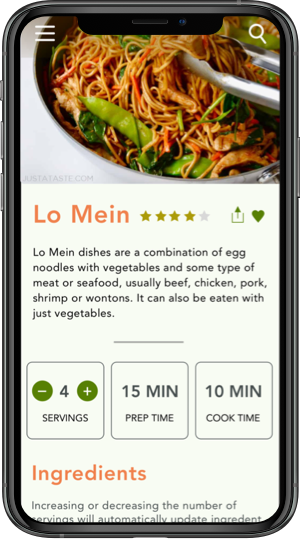 JUSTATASTE.COM
Lo Mein
Lo Mein dishes are a combination of egg
noodles with vegetables and some type of
meat or seafood, usually beef, chicken, pork,
shrimp or wontons. It can also be eaten with
just vegetables.
− 4 +
SERVINGS
15 MIN
PREP TIME
10 MIN
COOK TIME
Ingredients
Increasing or decreasing the number of
servings will automatically update ingredent